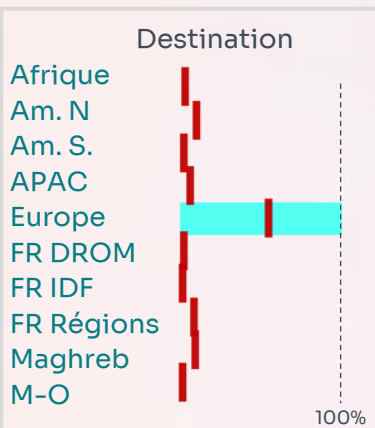 Destination
Afrique
Am. N
Am. S.
APAC
Europe
FR DROM
FR IDF
FR Régions
Maghreb
M-O
100%